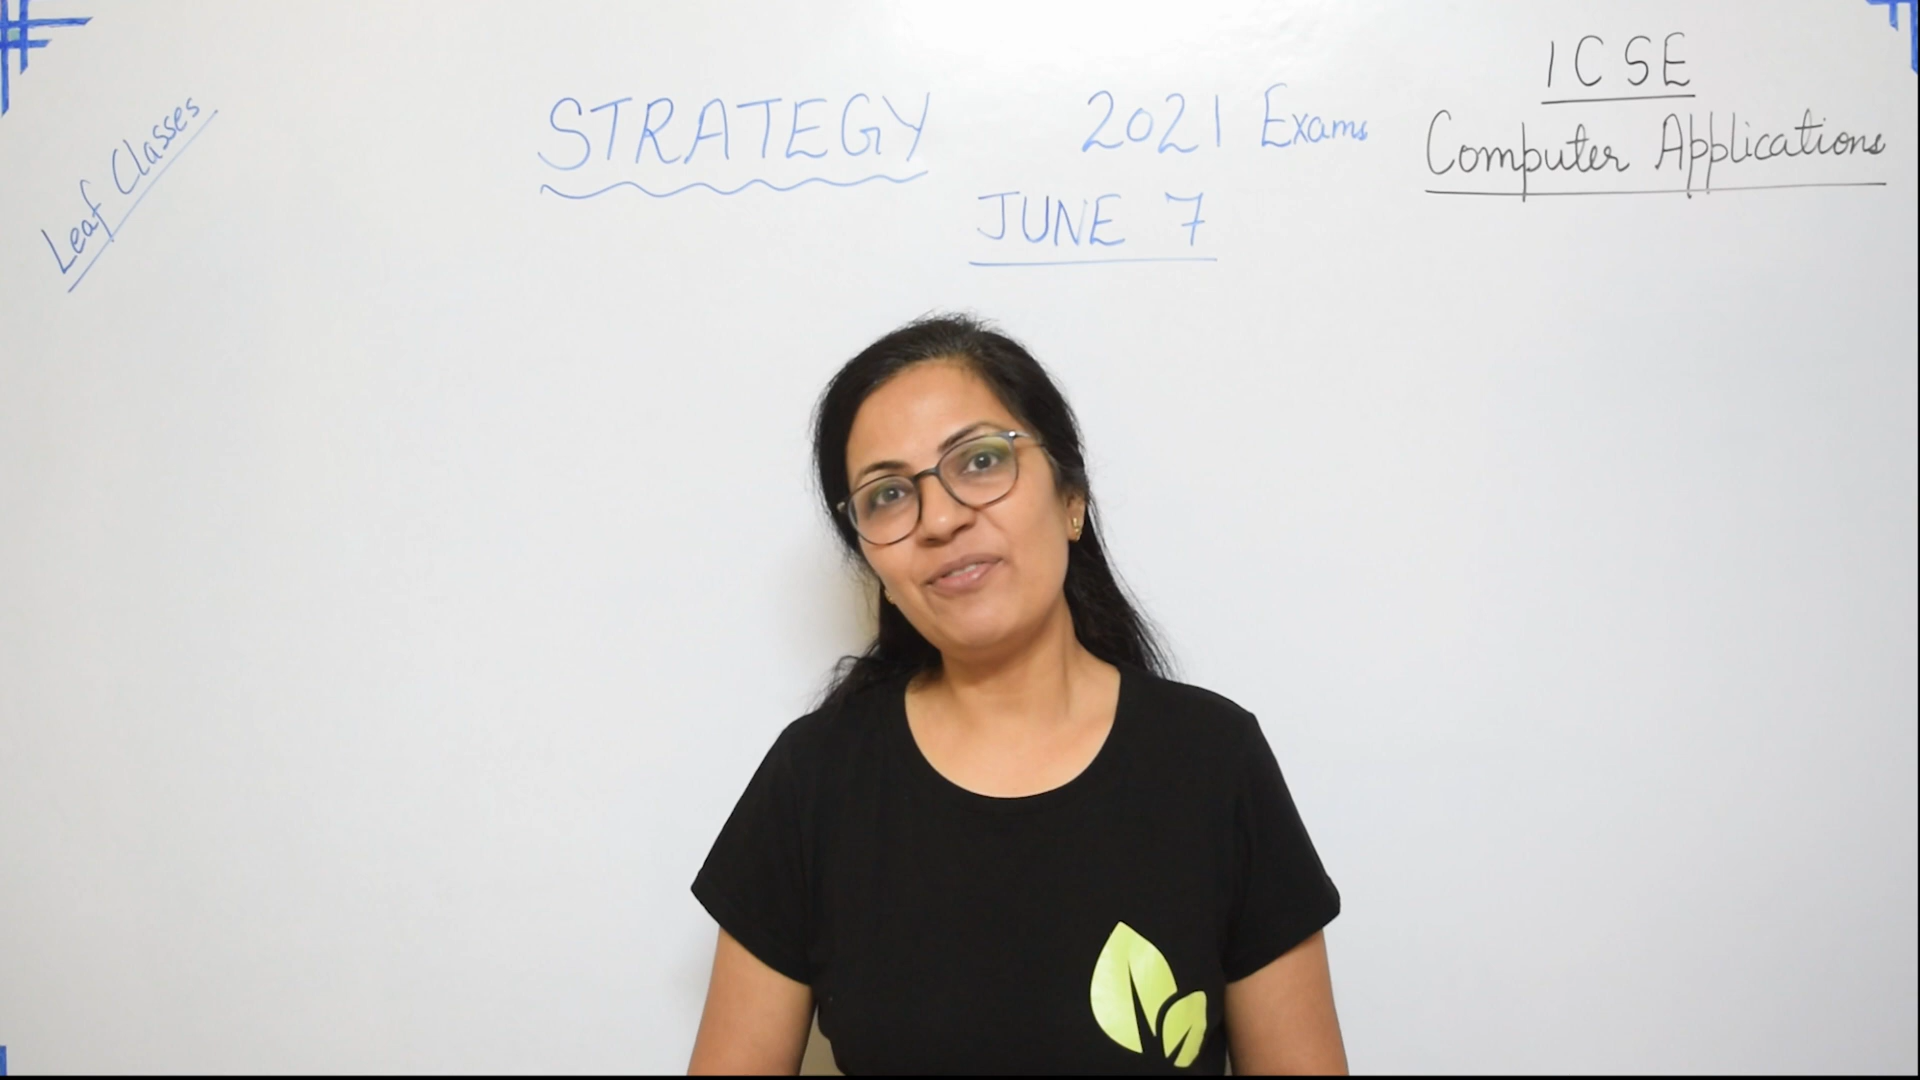 Leaf Classes
STRATEGY
2021 Exams
JUNE 7
ICSE
Computer Applications